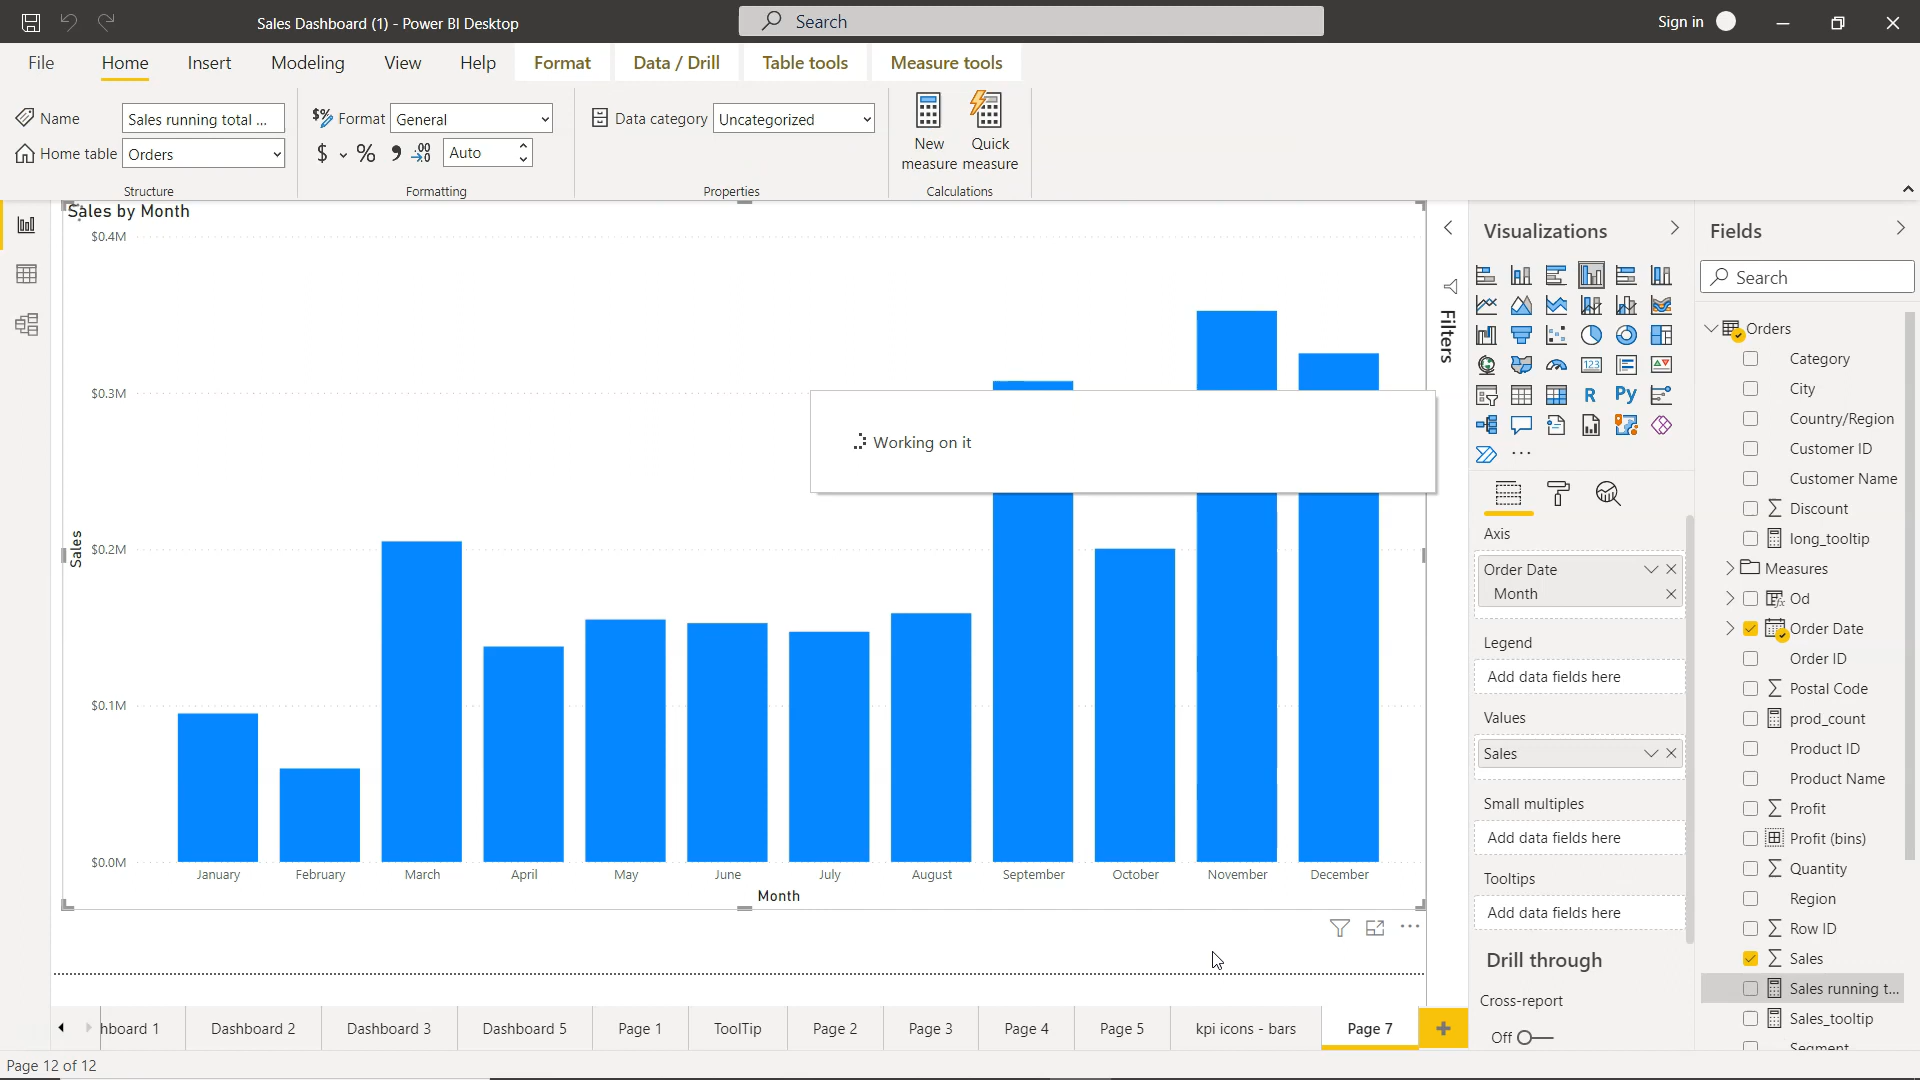 Sales Dashboard (1) - Power BI Desktop
Search
Sign in
File
Home
Insert
Modeling
View
Help
Format
Data / Drill
Table tools
Measure tools
Name
Sales running total ...
Format
General
Data category
Uncategorized
New measure
Quick measure
Home table
Orders
$
%
Auto
Structure
Formatting
Properties
Calculations
Sales by Month
$0.4M
$0.3M
$0.2M
$0.1M
$0.0M
Sales
January
February
March
April
May
June
July
August
September
October
November
December
Month
Working on it
Filters
Visualizations
123
R
Py
...
Axis
Order Date
Month
Legend
Add data fields here
Values
Sales
Small multiples
Add data fields here
Tooltips
Add data fields here
Drill through
Cross-report
Off
Fields
Search
Orders
Category
City
Country/Region
Customer ID
Customer Name
Discount
long_tooltip
Measures
Od
Order Date
Order ID
Postal Code
prod_count
Product ID
Product Name
Profit
Profit (bins)
Quantity
Region
Row ID
Sales
Sales running t...
Sales_tooltip
hboard 1
Dashboard 2
Dashboard 3
Dashboard 5
Page 1
ToolTip
Page 2
Page 3
Page 4
Page 5
kpi icons - bars
Page 7
Page 12 of 12